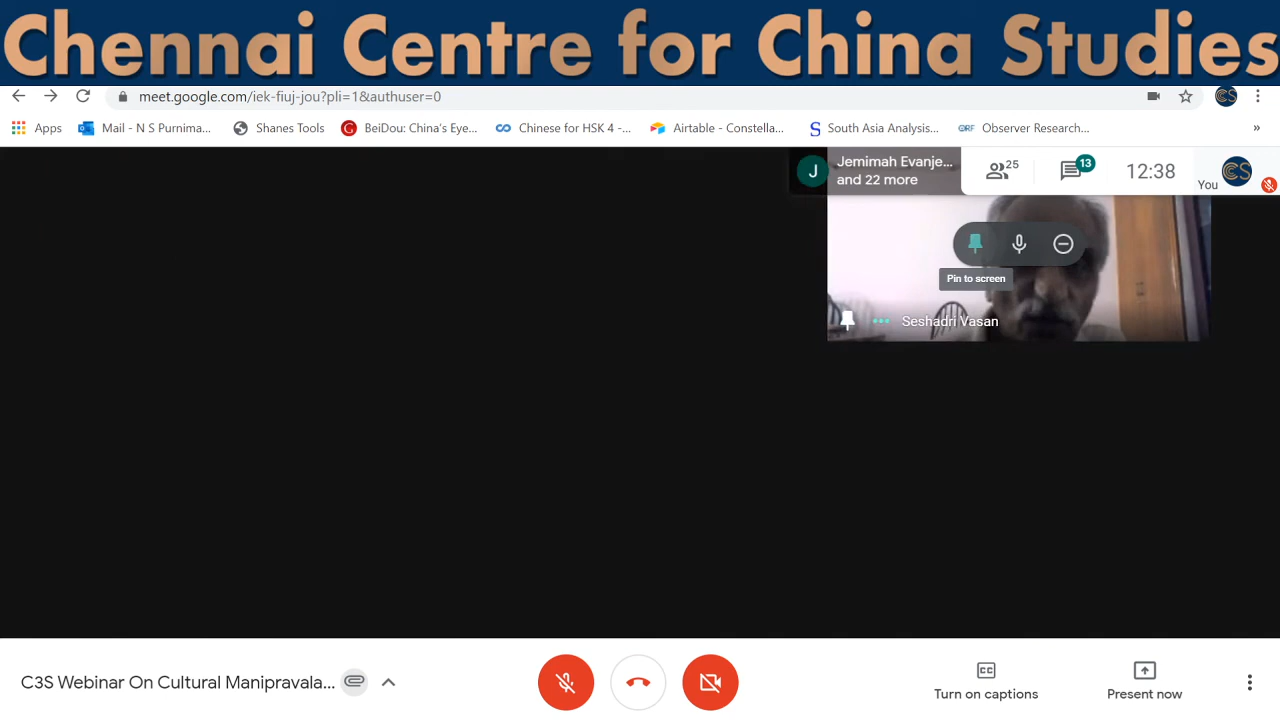 Chennai Centre for China Studies
meet.google.com/iek-fiuj-jou?pli=1&authuser=0
Apps Mail - N S Purnima... Shanes Tools BeiDou: China's Eye... Chinese for HSK 4 -... Airtable - Constella... South Asia Analysis... Observer Research... »
J Jemimah Evanje... 25 13 12:38 You
and 22 more
Pin to screen
Seshadri Vasan
C3S Webinar On Cultural Manipravala...
Turn on captions
Present now